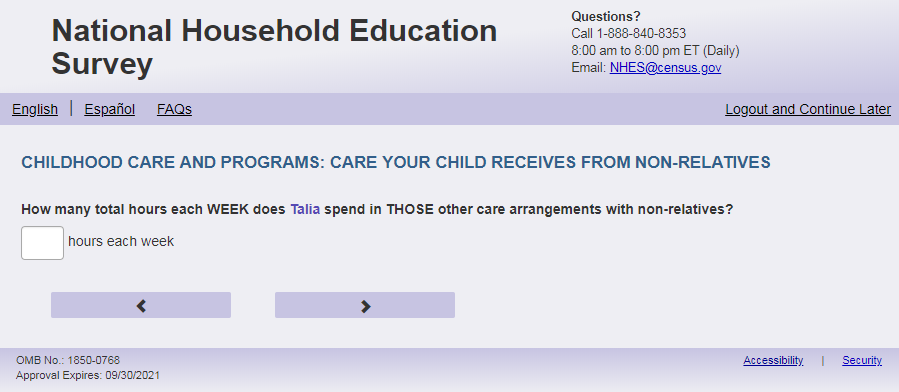 National Household Education
Survey
Questions?
Call 1-888-840-8353
8:00 am to 8:00 pm ET (Daily)
Email: NHES@census.gov
English | Español FAQs Logout and Continue Later
CHILDHOOD CARE AND PROGRAMS: CARE YOUR CHILD RECEIVES FROM NON-RELATIVES
How many total hours each WEEK does Talia spend in THOSE other care arrangements with non-relatives?
hours each week
OMB No.: 1850-0768
Approval Expires: 09/30/2021
Accessibility | Security